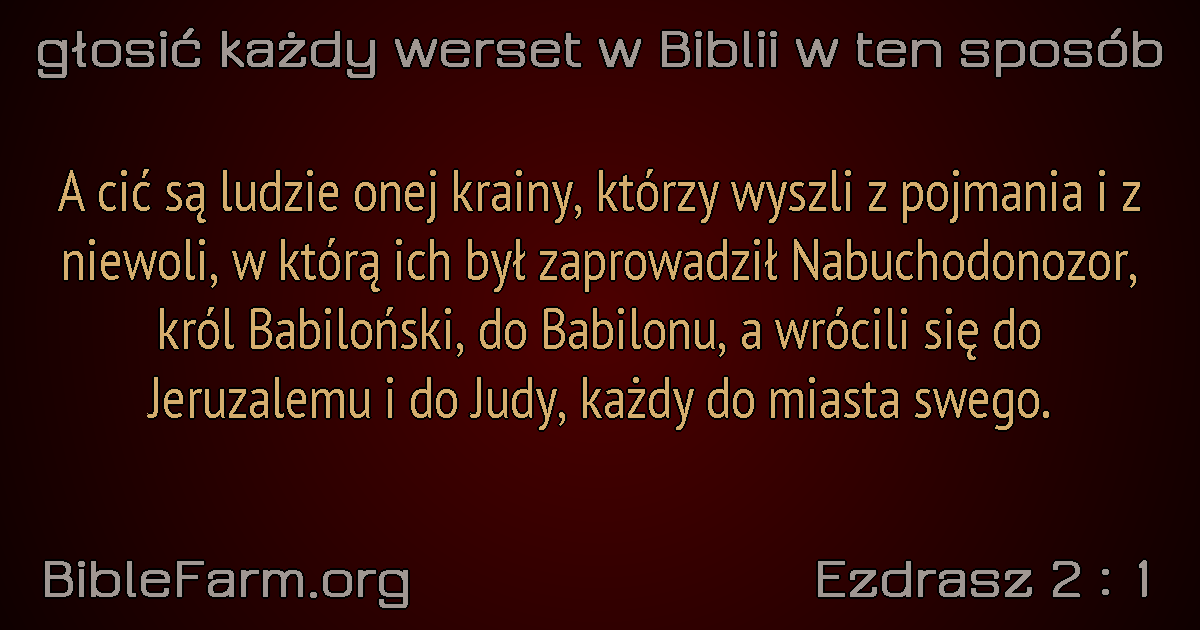 głosić każdy werset w Biblii w ten sposób
A cić są ludzie onej krainy, którzy wyszli z pojmania i z
niewoli, w którą ich był zaprowadził Nabuchodonozor,
król Babiloński, do Babilonu, a wrócili się do
Jeruzalemu i do Judy, każdy do miasta swego.
BibleFarm.org
Ezdrasz 2 : 1